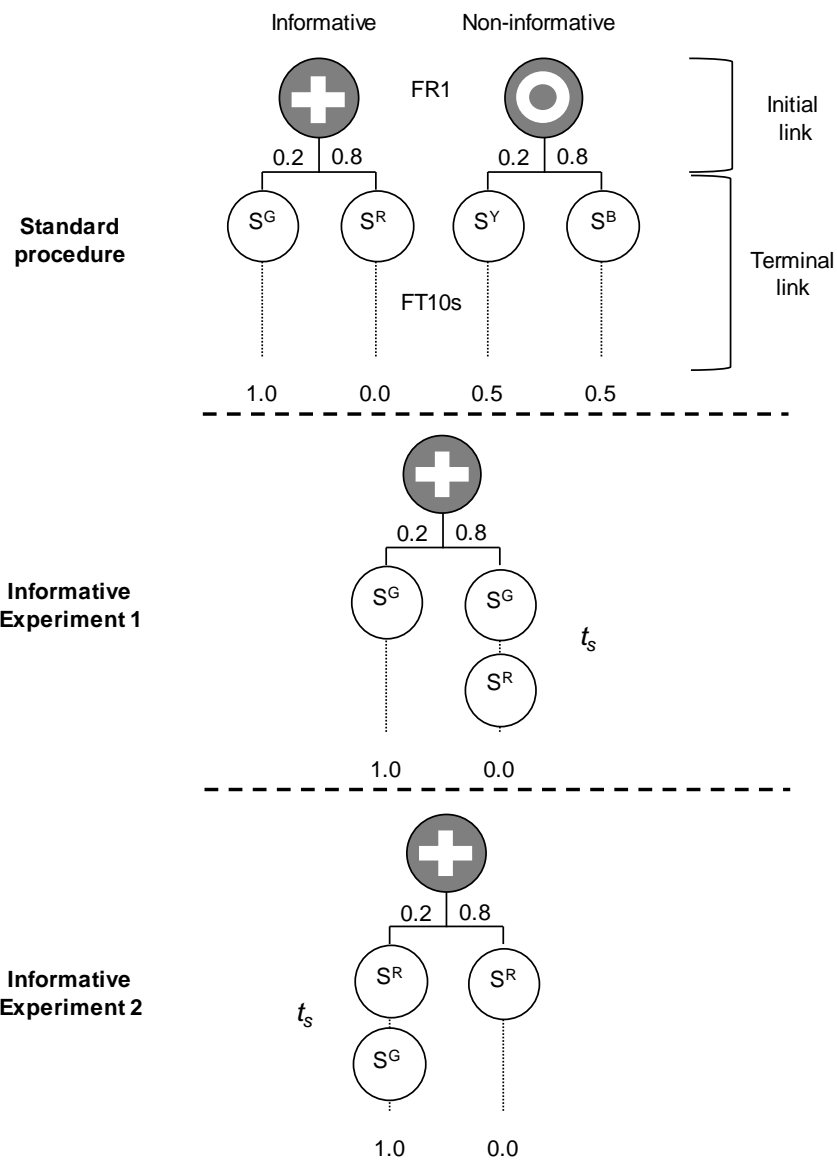 Informative Non-informative
FR1
Initial
link
0.2 0.8 0.2 0.8
S^G S^R S^Y S^B
Standard
procedure
Terminal
link
FT10s
1.0 0.0 0.5 0.5
0.2 0.8
Informative
Experiment 1
S^G S^G
t_s
S^R
1.0 0.0
0.2 0.8
Informative
Experiment 2
S^R S^R
t_s
S^G
1.0 0.0